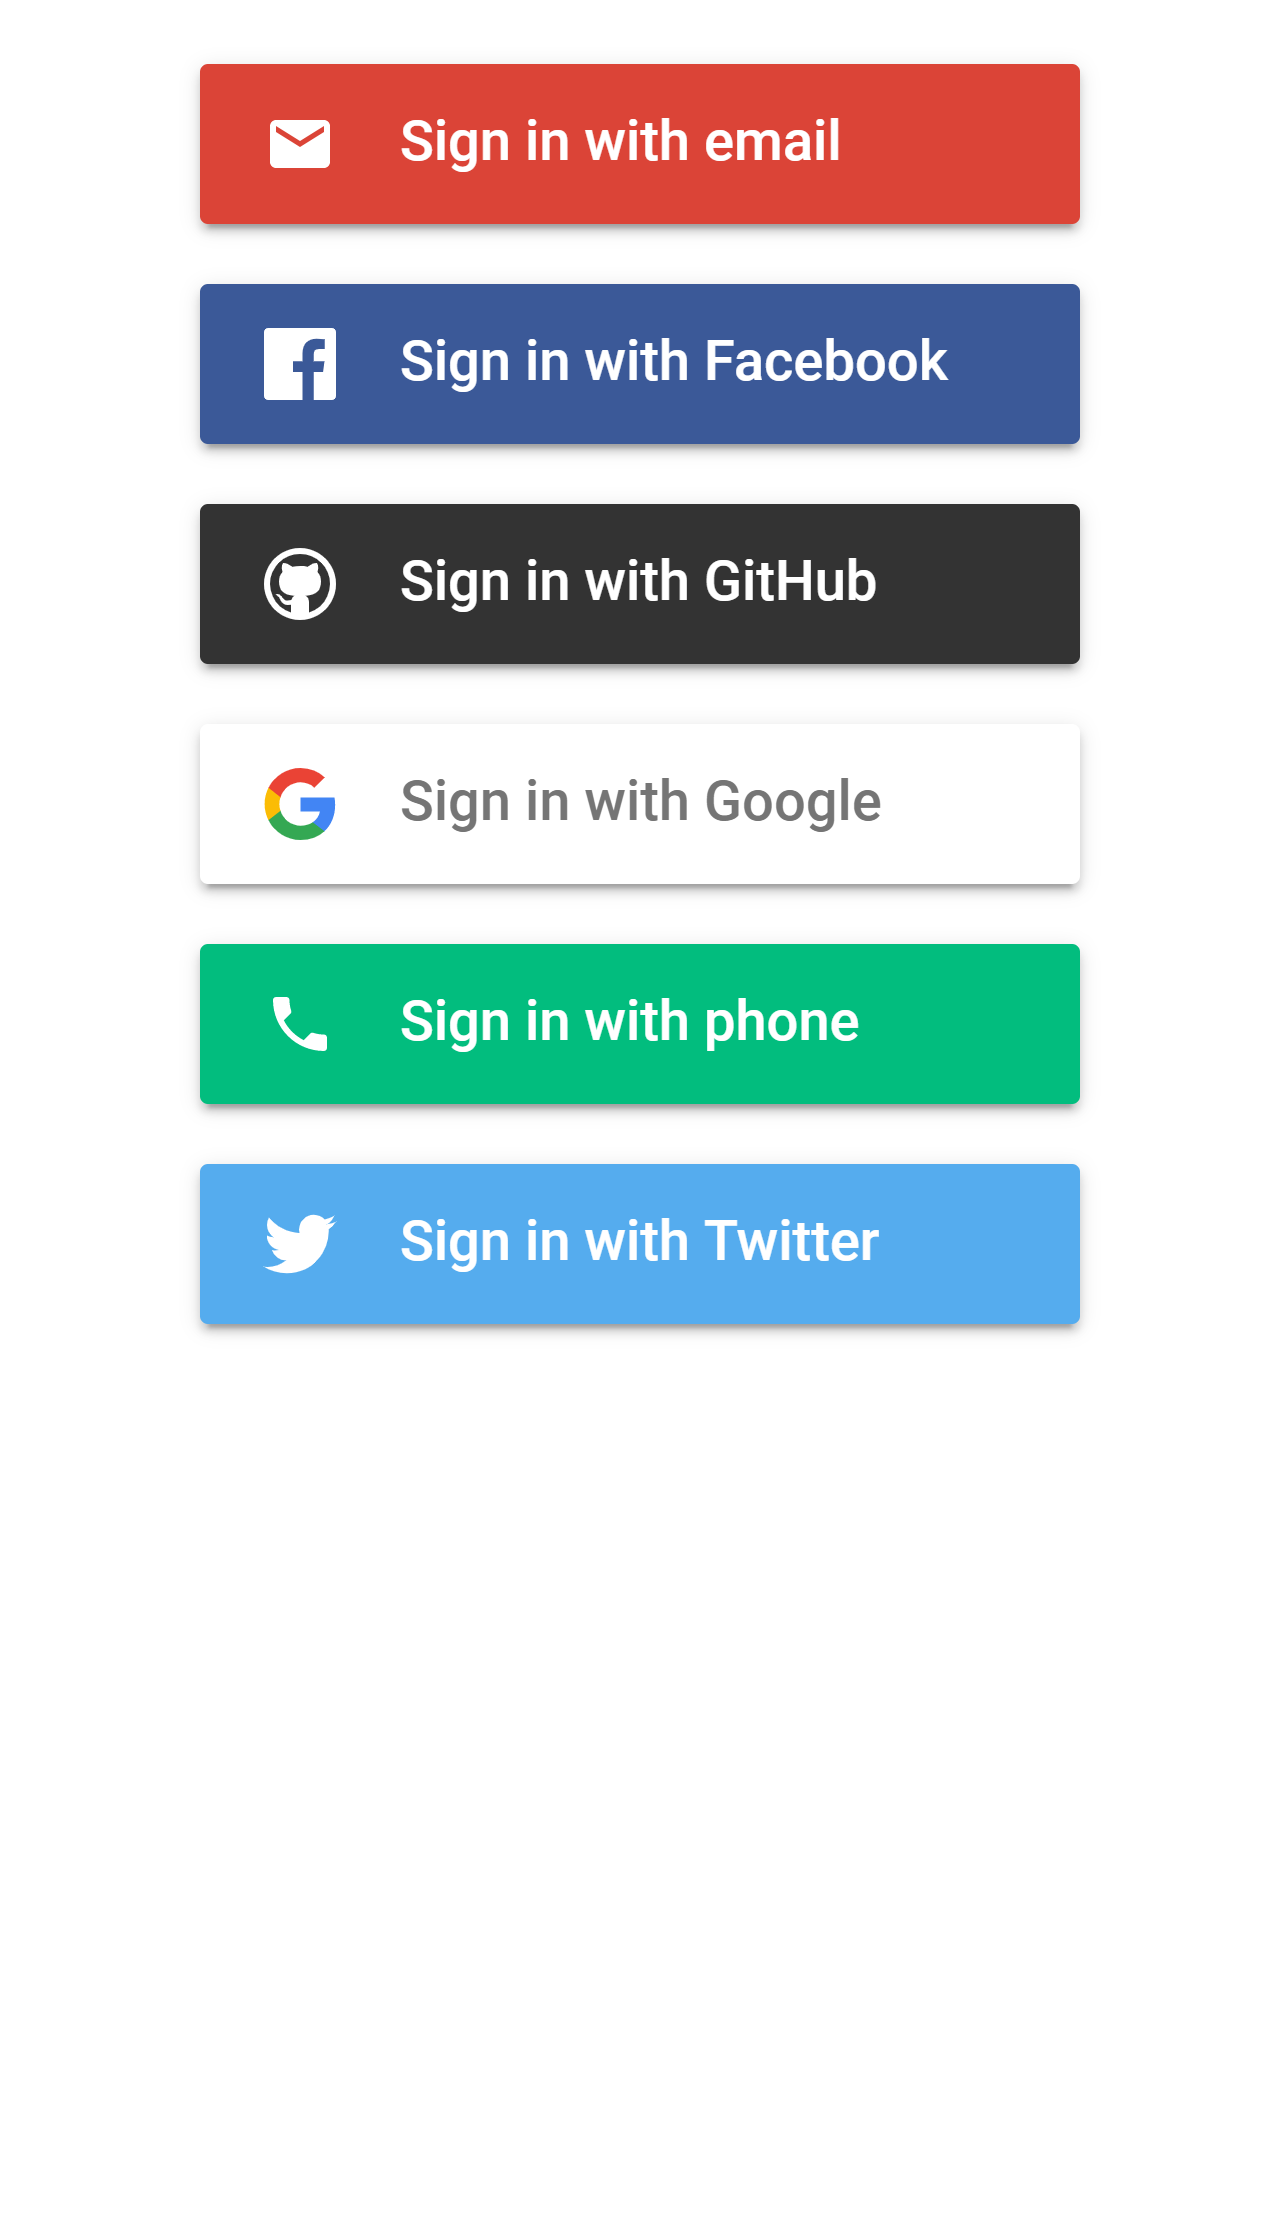 Sign in with email
Sign in with Facebook
Sign in with GitHub
Sign in with Google
Sign in with phone
Sign in with Twitter